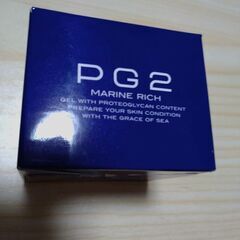 PG2
MARINE RICH
GEL WITH PROTEOGLYCAN CONTENT
PREPARE YOUR SKIN CONDITION
WITH THE GRACE OF SEA